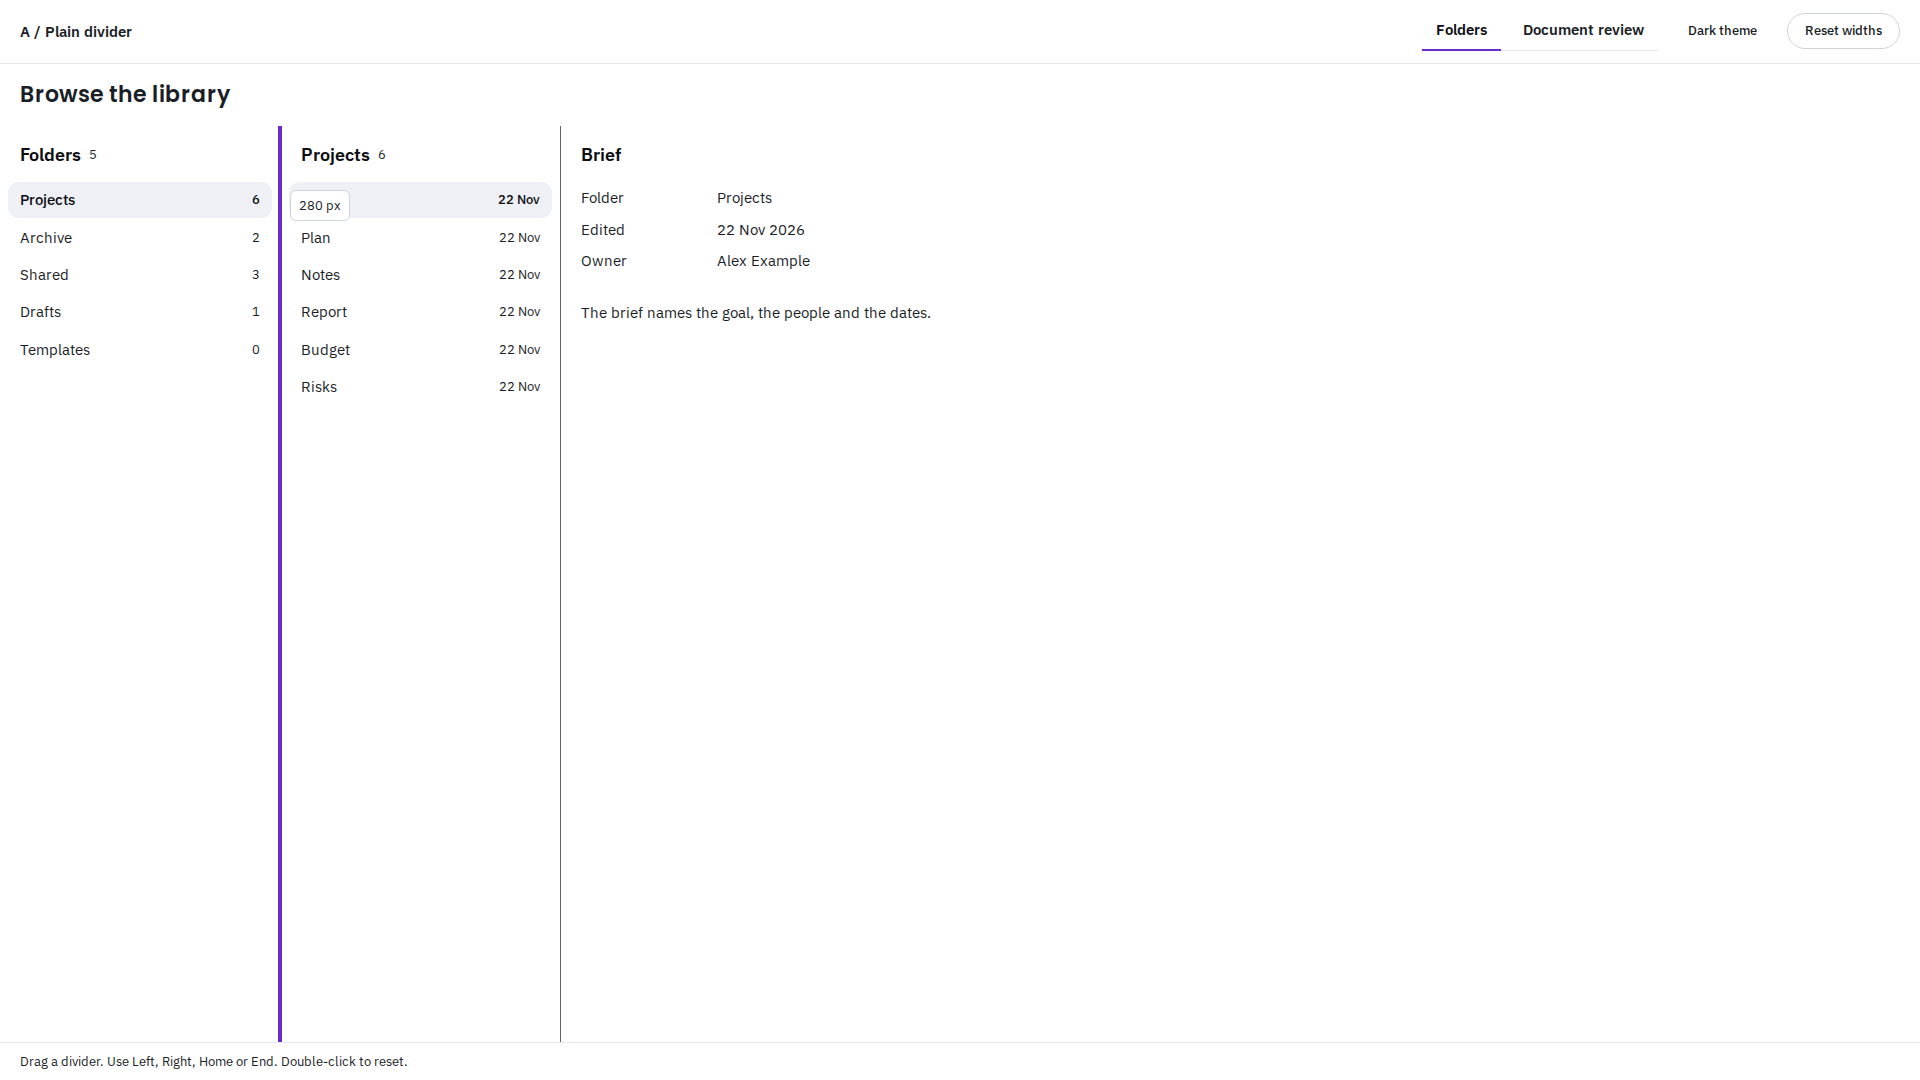 A / Plain divider
Folders
Document review
Dark theme
Reset widths
Browse the library
Folders 5
Projects 6
Archive 2
Shared 3
Drafts 1
Templates 0
Projects 6
280 px
22 Nov
Plan 22 Nov
Notes 22 Nov
Report 22 Nov
Budget 22 Nov
Risks 22 Nov
Brief
Folder Projects
Edited 22 Nov 2026
Owner Alex Example
The brief names the goal, the people and the dates.
Drag a divider. Use Left, Right, Home or End. Double-click to reset.